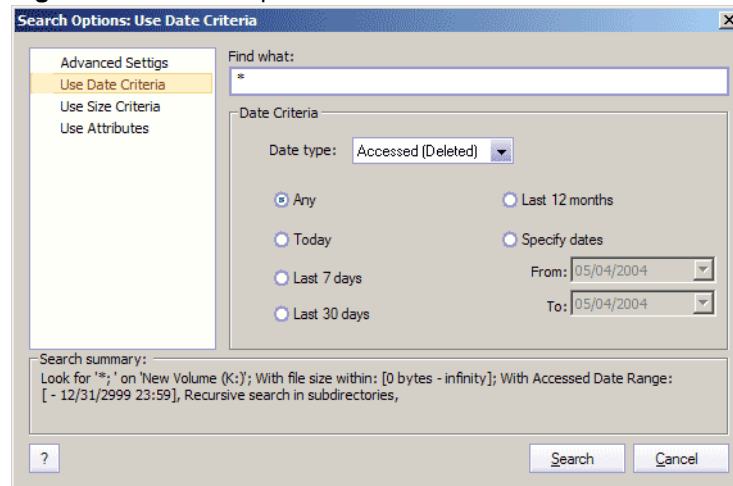 Search Options: Use Date Criteria
Advanced Settigs
Use Date Criteria
Use Size Criteria
Use Attributes
Find what:
*
Date Criteria
Date type: Accessed (Deleted)
Any
Last 12 months
Today
Specify dates
Last 7 days
From: 05/04/2004
Last 30 days
To: 05/04/2004
Search summary:
Look for '*; ' on 'New Volume (K:)'; With file size within: [0 bytes - infinity]; With Accessed Date Range:
[ - 12/31/2999 23:59], Recursive search in subdirectories,
?
Search
Cancel